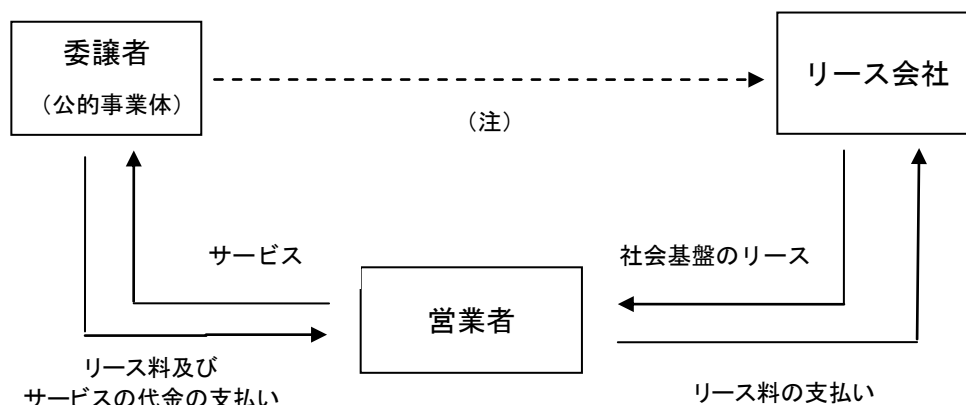 委譲者
（公的事業体）
リース会社
（注）
サービス
社会基盤のリース
営業者
リース料及び
サービスの代金の支払い
リース料の支払い